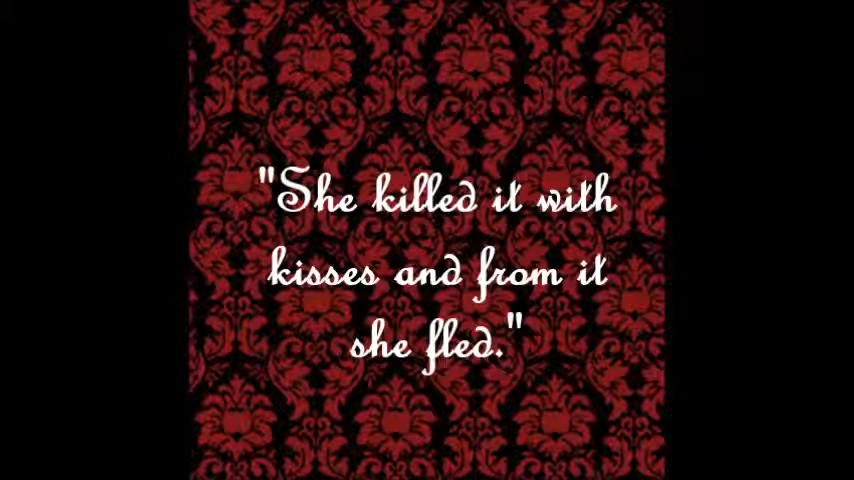 "She killed it with
kisses and from it
she fled."